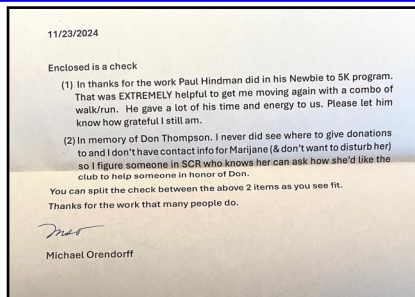 11/23/2024
Enclosed is a check
(1) In thanks for the work Paul Hindman did in his Newbie to 5K program.
That was EXTREMELY helpful to get me moving again with a combo of
walk/run. He gave a lot of his time and energy to us. Please let him
know how grateful I still am.
(2) In memory of Don Thompson. I never did see where to give donations
to and I don't have contact info for Marijane (& don't want to disturb her)
so I figure someone in SCR who knows her can ask how she'd like the
club to help someone in honor of Don.
You can split the check between the above 2 items as you see fit.
Thanks for the work that many people do.
Michael Orendorff